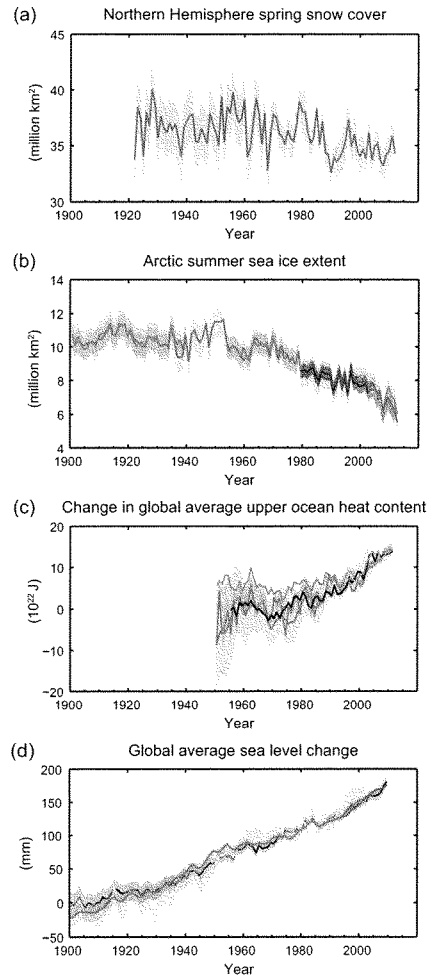 (a) Northern Hemisphere spring snow cover
45
40
35
30
(million km²)
1900 1920 1940 1960 1980 2000
Year
(b) Arctic summer sea ice extent
14
12
10
8
6
4
(million km²)
1900 1920 1940 1960 1980 2000
Year
(c) Change in global average upper ocean heat content
20
10
0
−10
−20
(10²² J)
1900 1920 1940 1960 1980 2000
Year
(d) Global average sea level change
200
150
100
50
0
−50
(mm)
1900 1920 1940 1960 1980 2000
Year